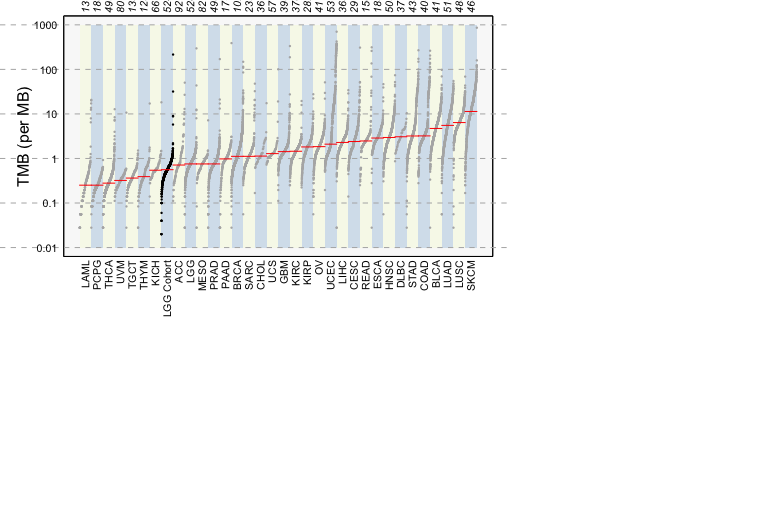 13 18 49 80 13 12 66 52 92 52 82 49 17 10 23 36 57 39 37 28 41 53 36 29 15 18 50 37 43 40 41 51 48 46
1000
100
10
1
0.1
0.01
TMB (per MB)
LAML PCPG THCA UVM TGCT THYM KICH LGG Cohort ACC LGG MESO PRAD PAAD BRCA SARC CHOL UCS GBM KIRC KIRP OV UCEC LIHC CESC READ ESCA HNSC DLBC STAD COAD BLCA LUAD LUSC SKCM